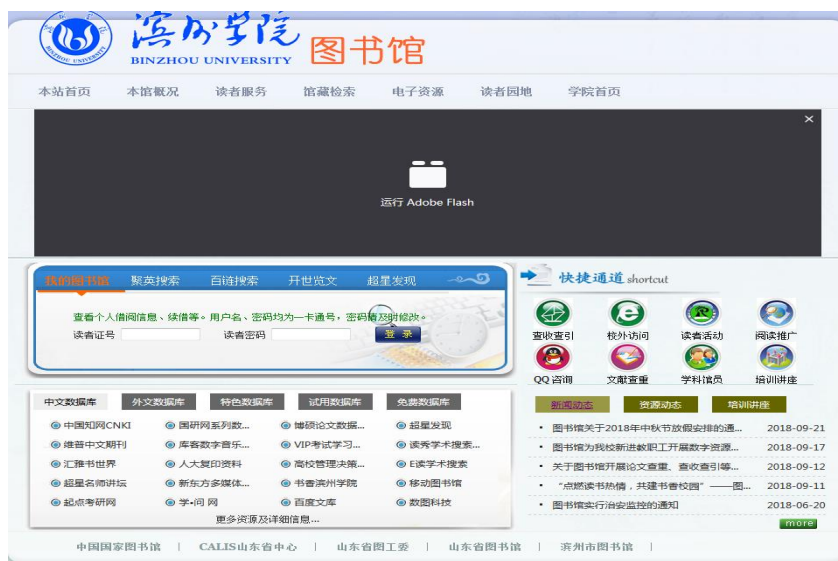 滨州学院
BINZHOU UNIVERSITY
图书馆
本站首页 本馆概况 读者服务 馆藏检索 电子资源 读者园地 学院首页
运行 Adobe Flash
我的图书馆 聚英搜索 百链搜索 开世览文 超星发现
查看个人借阅信息、续借等。用户名、密码均为一卡通号，密码请及时修改。
读者证号 读者密码 登 录
快捷通道 shortcut
查收查引 校外访问 读者活动 阅读推广
QQ咨询 文献查重 学科馆员 培训讲座
中文数据库 外文数据库 特色数据库 试用数据库 免费数据库
中国知网CNKI 国研网系列数... 博硕论文数据... 超星发现
维普中文期刊 库客数字音乐... VIP考试学习... 读秀学术搜索...
汇雅书世界 人大复印资料 高校管理决策... E读学术搜索
超星名师讲坛 新东方多媒体... 书香滨州学院 移动图书馆
起点考研网 学·问 网 百度文库 数图科技
更多资源及详细信息...
新闻动态 资源动态 培训讲座
图书馆关于2018年中秋节放假安排的通... 2018-09-21
图书馆为我校新进教职工开展数字资源... 2018-09-17
关于图书馆开展论文查重、查收查引等... 2018-09-12
“点燃读书热情，共建书香校园”——图... 2018-09-11
图书馆实行治安监控的通知 2018-06-20
more
中国国家图书馆 | CALIS山东省中心 | 山东省图工委 | 山东省图书馆 | 滨州市图书馆 |